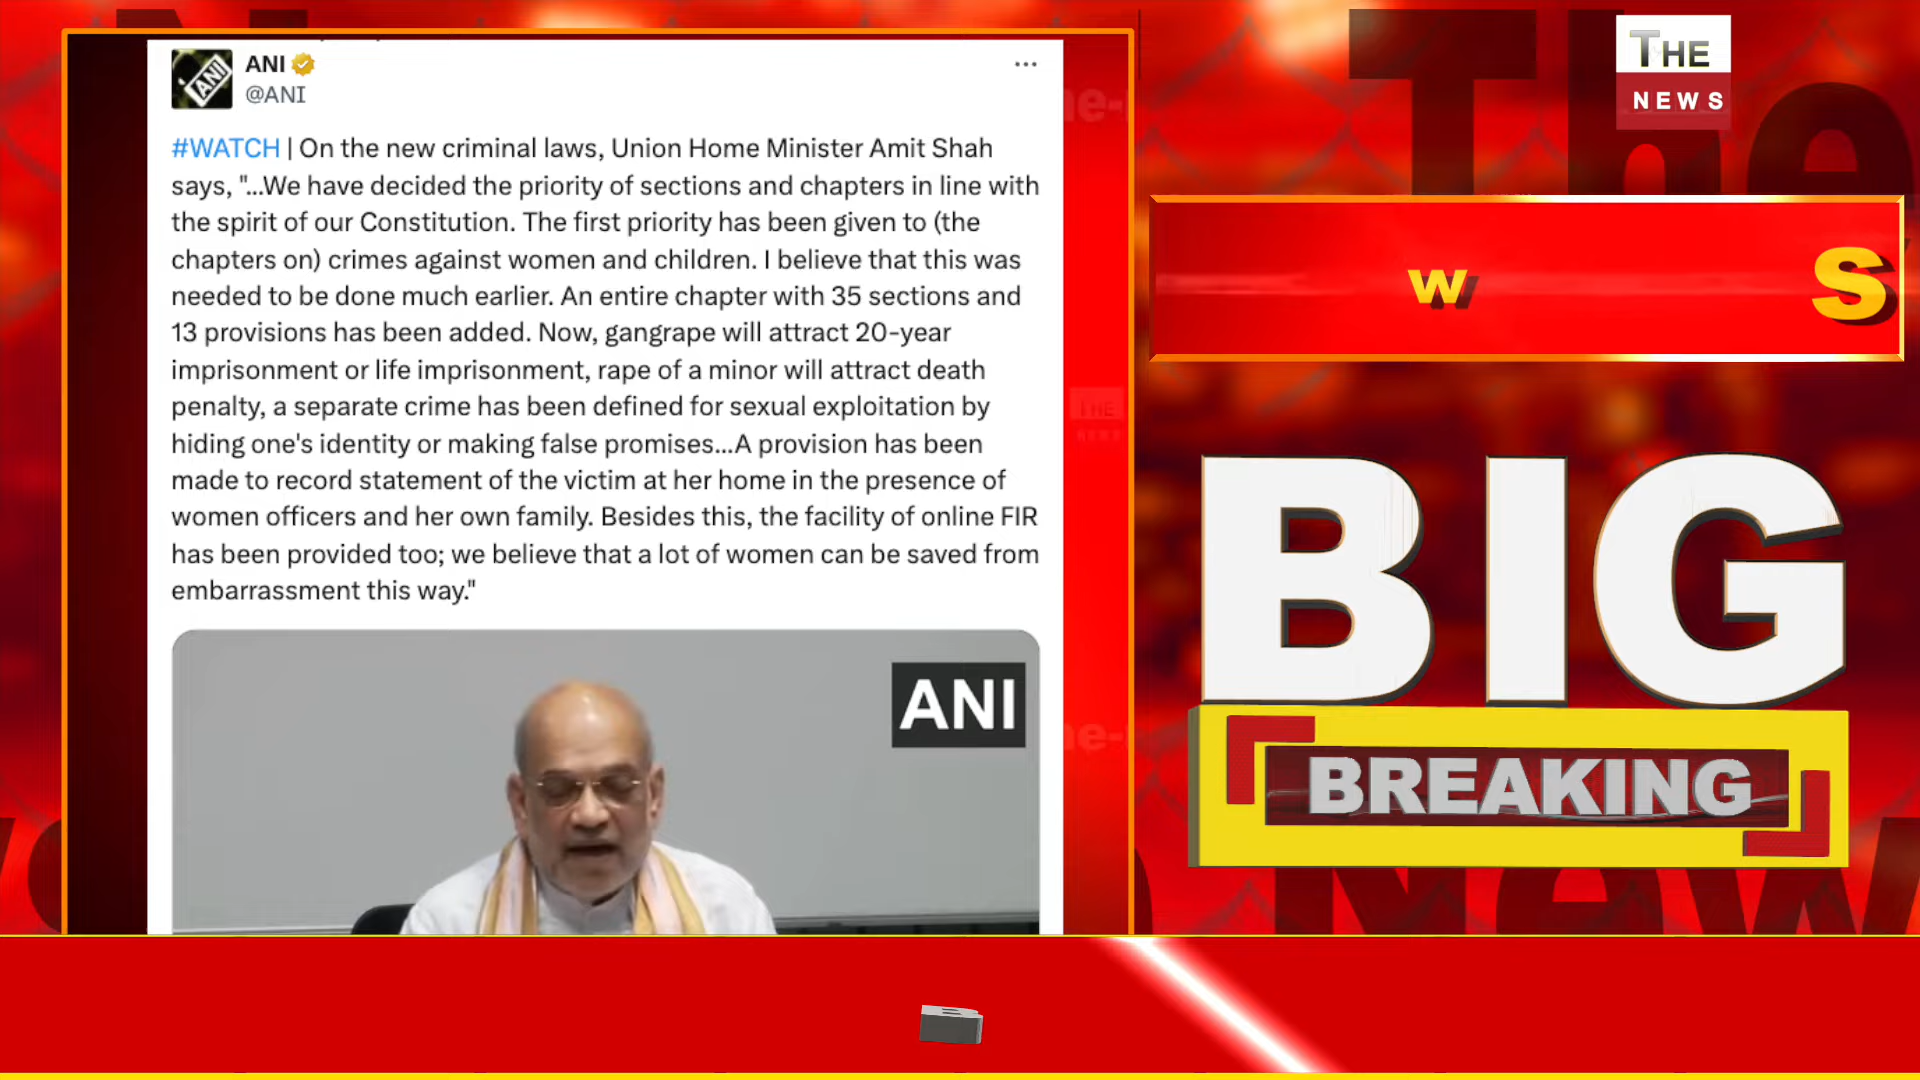 ANI
@ANI
#WATCH | On the new criminal laws, Union Home Minister Amit Shah
says, "...We have decided the priority of sections and chapters in line with
the spirit of our Constitution. The first priority has been given to (the
chapters on) crimes against women and children. I believe that this was
needed to be done much earlier. An entire chapter with 35 sections and
13 provisions has been added. Now, gangrape will attract 20-year
imprisonment or life imprisonment, rape of a minor will attract death
penalty, a separate crime has been defined for sexual exploitation by
hiding one's identity or making false promises...A provision has been
made to record statement of the victim at her home in the presence of
women officers and her own family. Besides this, the facility of online FIR
has been provided too; we believe that a lot of women can be saved from
embarrassment this way."
ANI
THE
NEWS
W S
BIG
BREAKING
The
New